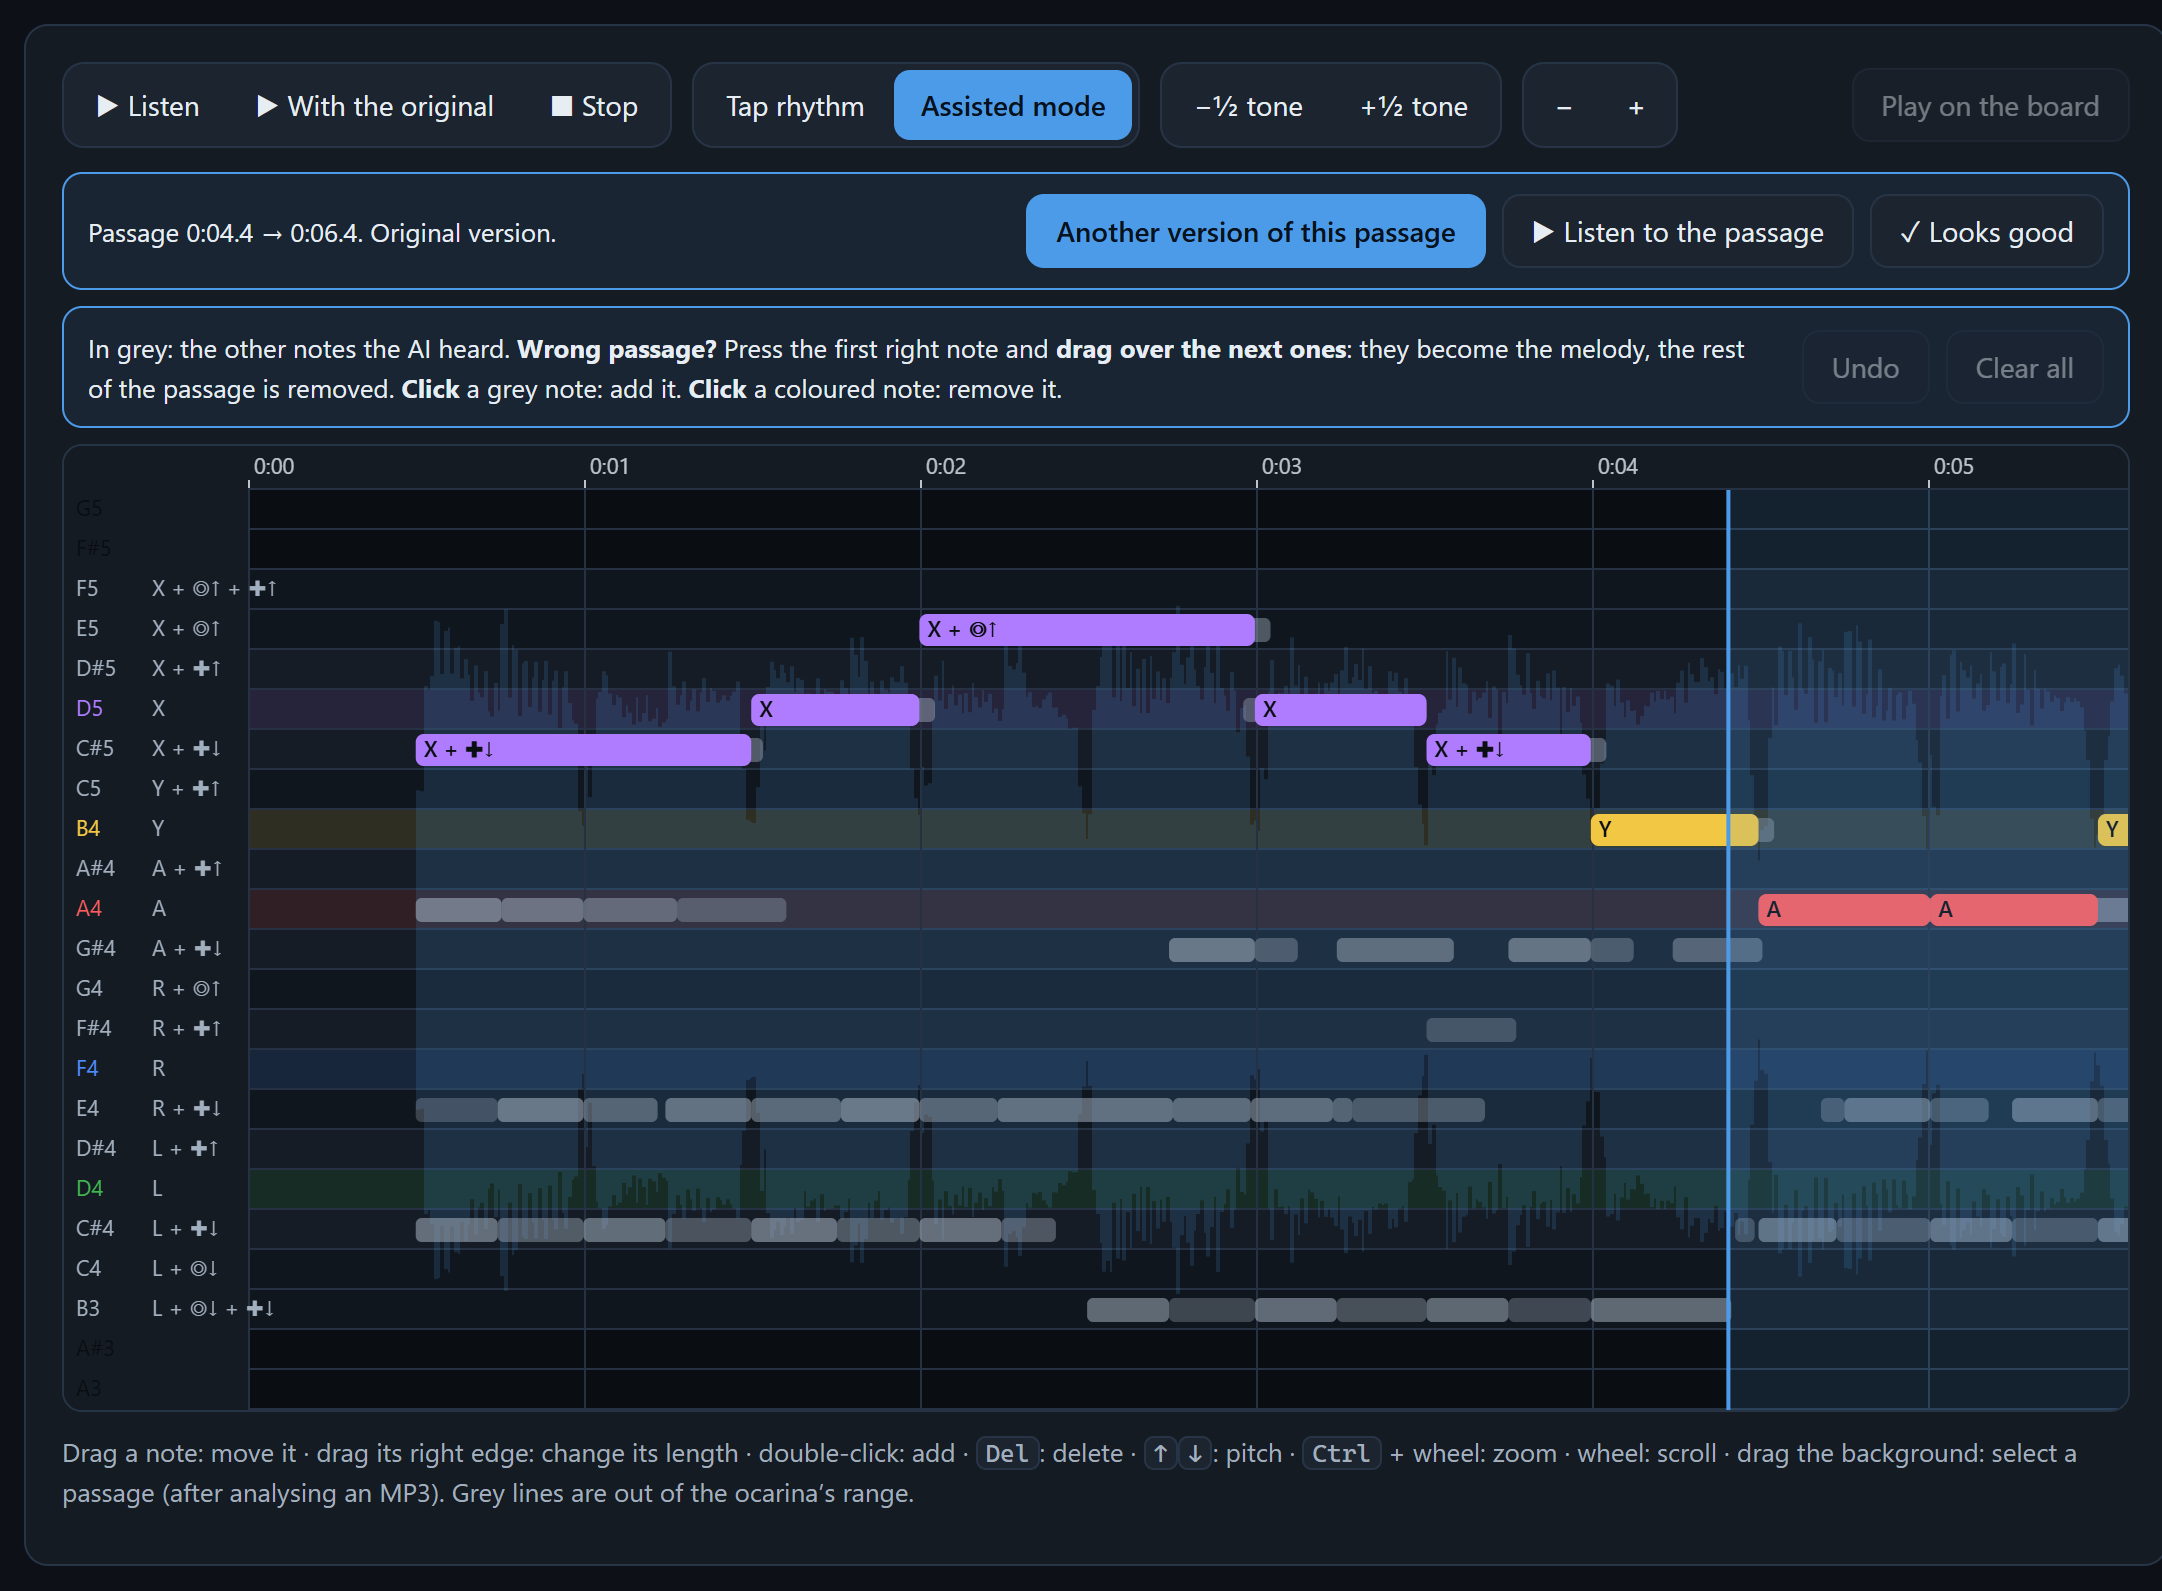 ▶ Listen ▶ With the original ■ Stop Tap rhythm Assisted mode −½ tone +½ tone − + Play on the board
Passage 0:04.4 → 0:06.4. Original version. Another version of this passage ▶ Listen to the passage ✓ Looks good
In grey: the other notes the AI heard. Wrong passage? Press the first right note and drag over the next ones: they become the melody, the rest
of the passage is removed. Click a grey note: add it. Click a coloured note: remove it.
Undo Clear all
0:00 0:01 0:02 0:03 0:04 0:05
G5
F#5
F5 X + ◎↑ + ✚↑
E5 X + ◎↑ X + ◎↑
D#5 X + ✚↑
D5 X X X
C#5 X + ✚↓ X + ✚↓ X + ✚↓
C5 Y + ✚↑
B4 Y Y Y
A#4 A + ✚↑
A4 A A A
G#4 A + ✚↓
G4 R + ◎↑
F#4 R + ✚↑
F4 R
E4 R + ✚↓
D#4 L + ✚↑
D4 L
C#4 L + ✚↓
C4 L + ◎↓
B3 L + ◎↓ + ✚↓
A#3
A3
Drag a note: move it · drag its right edge: change its length · double-click: add · Del: delete · ↑ ↓: pitch · Ctrl + wheel: zoom · wheel: scroll · drag the background: select a
passage (after analysing an MP3). Grey lines are out of the ocarina’s range.